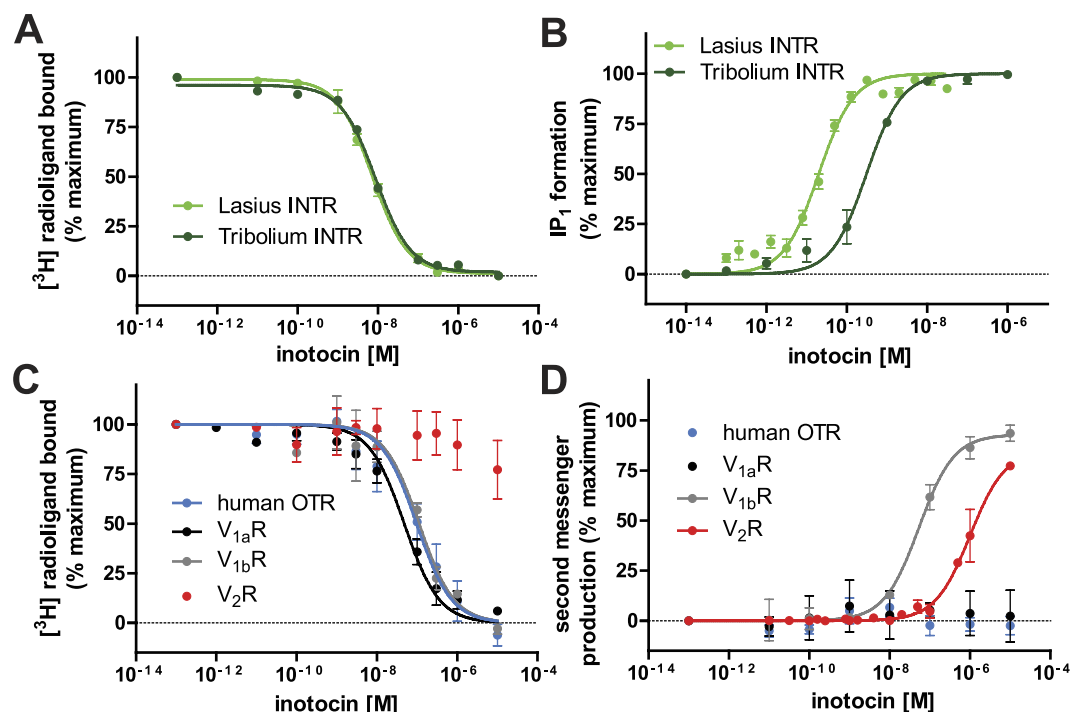 A
[³H] radioligand bound
(% maximum)
100
75
50
25
0
Lasius INTR
Tribolium INTR
10⁻¹⁴ 10⁻¹² 10⁻¹⁰ 10⁻⁸ 10⁻⁶ 10⁻⁴
inotocin [M]
B
IP₁ formation
(% maximum)
100
75
50
25
0
Lasius INTR
Tribolium INTR
10⁻¹⁴ 10⁻¹² 10⁻¹⁰ 10⁻⁸ 10⁻⁶
inotocin [M]
C
[³H] radioligand bound
(% maximum)
100
75
50
25
0
human OTR
V₁ₐR
V₁bR
V₂R
10⁻¹⁴ 10⁻¹² 10⁻¹⁰ 10⁻⁸ 10⁻⁶ 10⁻⁴
inotocin [M]
D
second messenger
production (% maximum)
100
75
50
25
0
human OTR
V₁ₐR
V₁bR
V₂R
10⁻¹⁴ 10⁻¹² 10⁻¹⁰ 10⁻⁸ 10⁻⁶ 10⁻⁴
inotocin [M]